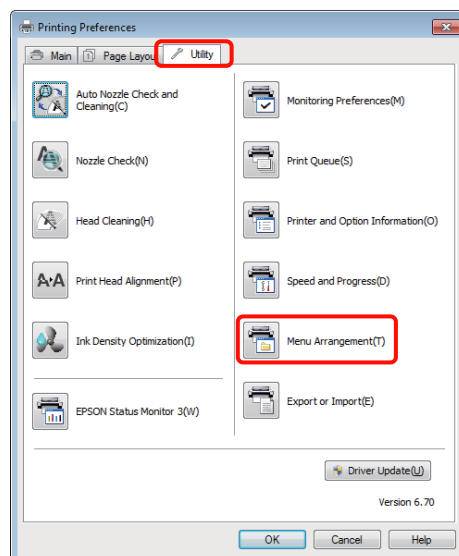 Printing Preferences
Main
Page Layou
Utility
Auto Nozzle Check and
Cleaning(C)
Nozzle Check(N)
Head Cleaning(H)
Print Head Alignment(P)
Ink Density Optimization(I)
EPSON Status Monitor 3(W)
Monitoring Preferences(M)
Print Queue(S)
Printer and Option Information(O)
Speed and Progress(D)
Menu Arrangement(T)
Export or Import(E)
Driver Update(U)
Version 6.70
OK
Cancel
Help